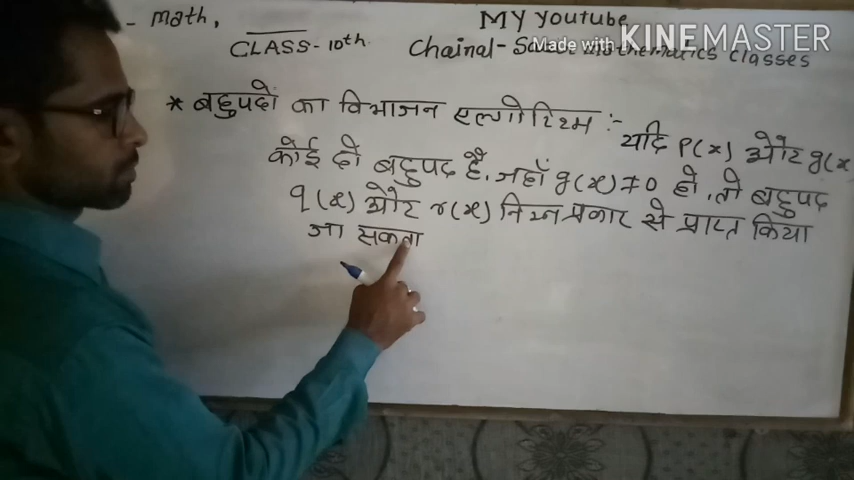 - math,
CLASS - 10th.
MY Youtube
Chainal - Mathematics Classes
Made with KINEMASTER
* बहुपदों का विभाजन एल्गोरिथ्म :-
यदि P(x) और g(x)
कोई दो बहुपद है, जहाँ g(x) ≠ 0 हो, तो बहुपद
q(x) और r(x) निम्न प्रकार से प्राप्त किया
जा सकता